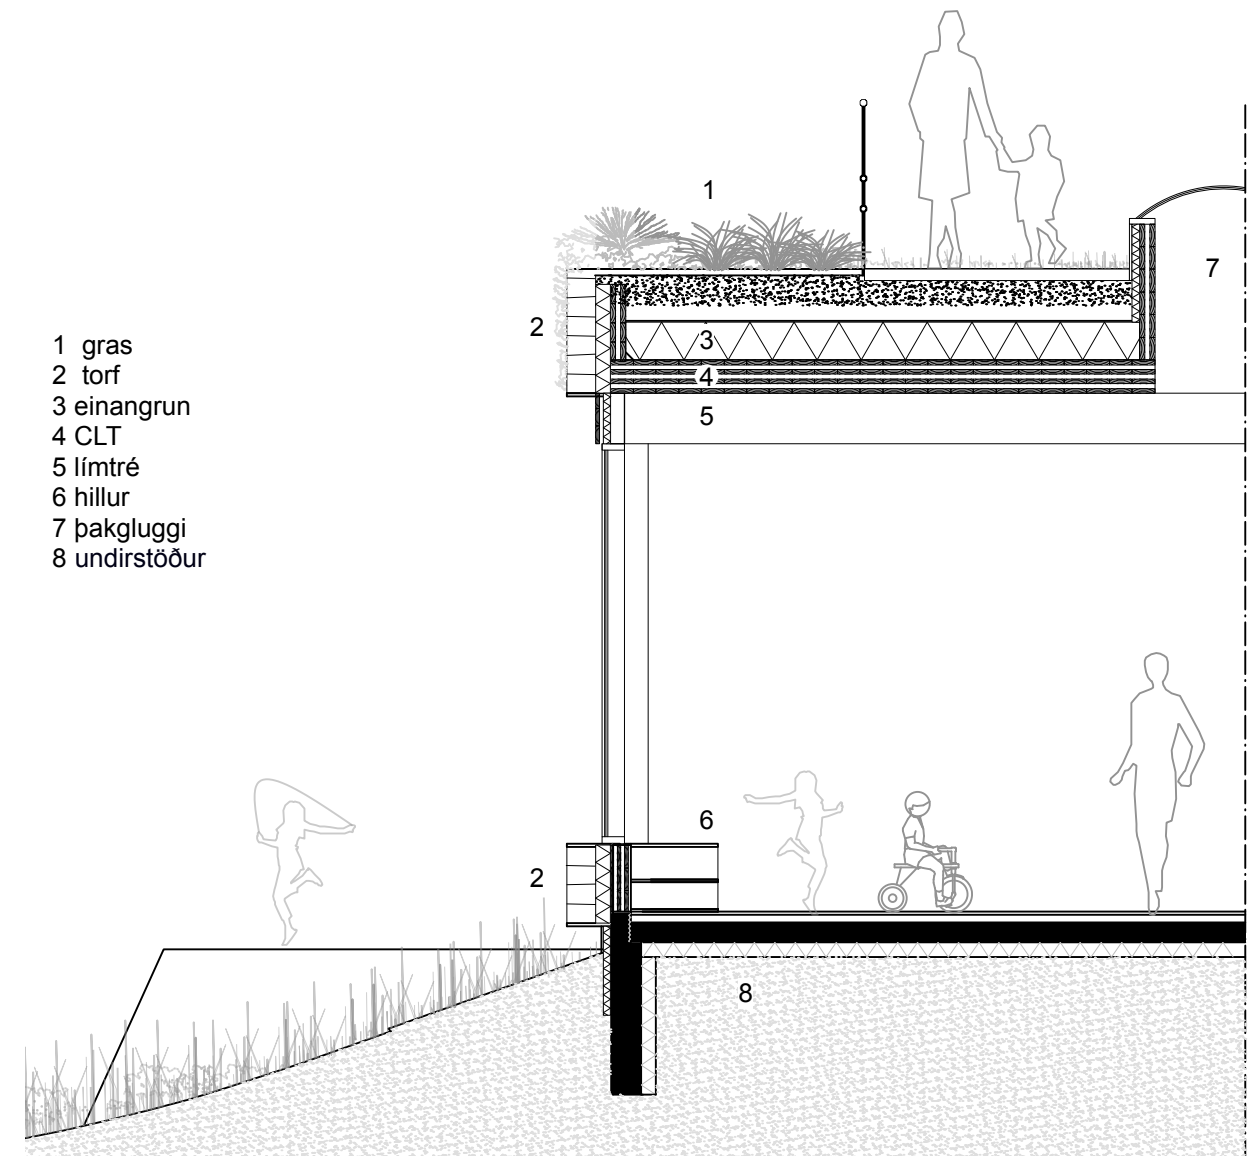 1 gras
2 torf
3 einangrun
4 CLT
5 límtré
6 hillur
7 þakgluggi
8 undirstöður
1
7
2
3
4
5
6
2
8